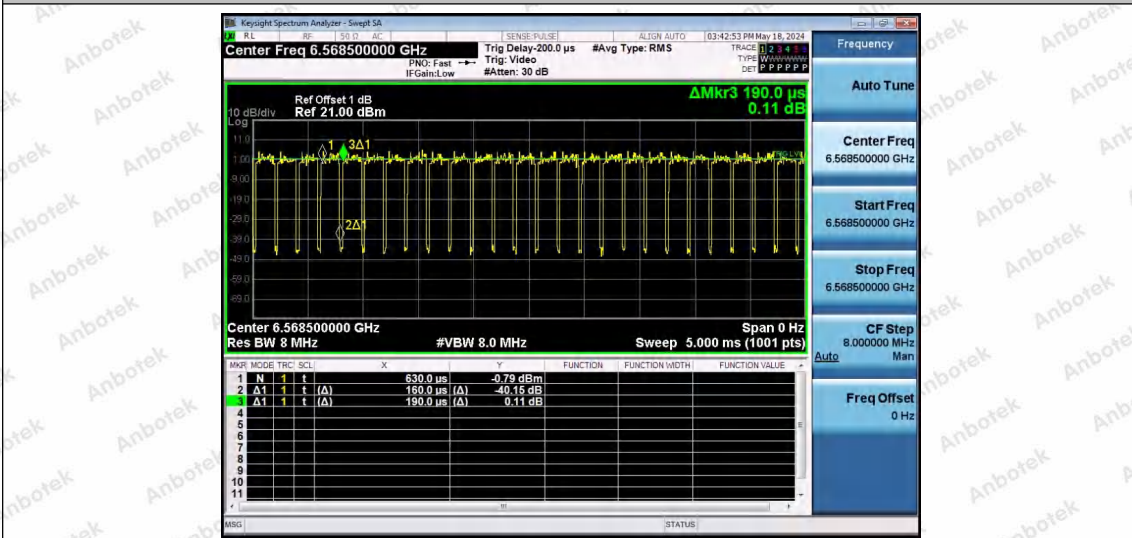 Keysight Spectrum Analyzer - Swept SA
RL RF 50 Ω AC SENSE:PULSE ALIGN AUTO 03:42:53 PM May 18, 2024
Center Freq 6.568500000 GHz
PNO: Fast
IFGain:Low
Trig Delay-200.0 µs
Trig: Video
#Atten: 30 dB
#Avg Type: RMS
TRACE 1 2 3 4 5 6
TYPE WWWWWW
DET P P P P P P
Ref Offset 1 dB
10 dB/div Ref 21.00 dBm
Log
ΔMkr3 190.0 µs
0.11 dB
11.0
1.00
-9.00
-19.0
-29.0
-39.0
-49.0
-59.0
-69.0
1
3Δ1
2Δ1
Center 6.568500000 GHz Span 0 Hz
Res BW 8 MHz #VBW 8.0 MHz Sweep 5.000 ms (1001 pts)
MKR MODE TRC SCL X Y FUNCTION FUNCTION WIDTH FUNCTION VALUE
1 N 1 t 630.0 µs -0.79 dBm
2 Δ1 1 t (Δ) 160.0 µs (Δ) -40.15 dB
3 Δ1 1 t (Δ) 190.0 µs (Δ) 0.11 dB
4
5
6
7
8
9
10
11
MSG STATUS
Frequency
Auto Tune
Center Freq
6.568500000 GHz
Start Freq
6.568500000 GHz
Stop Freq
6.568500000 GHz
CF Step
8.000000 MHz
Auto Man
Freq Offset
0 Hz
Anbotek